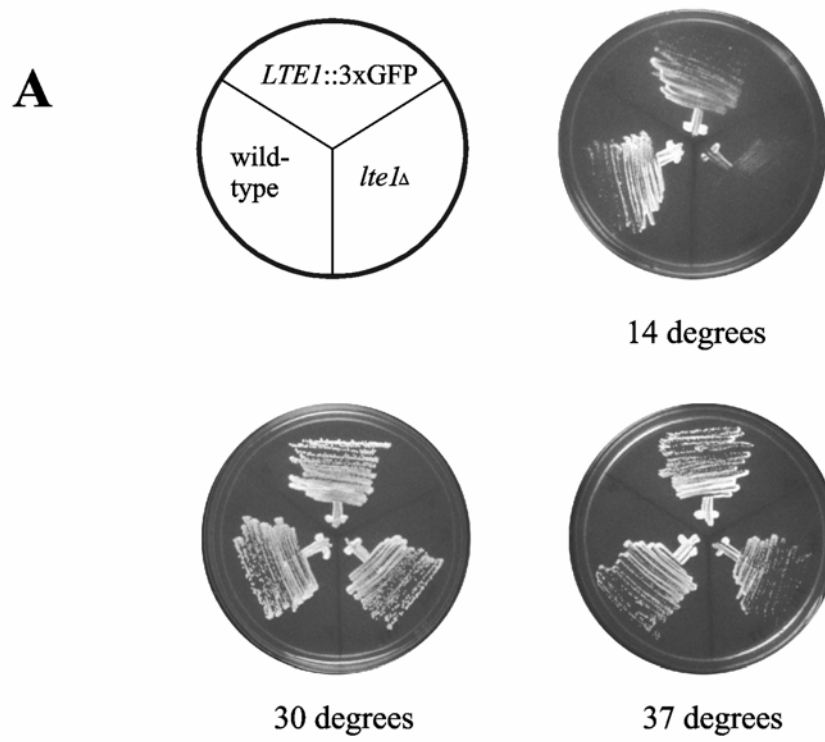 A
LTE1::3xGFP
wild-
type
lte1Δ
14 degrees
30 degrees
37 degrees